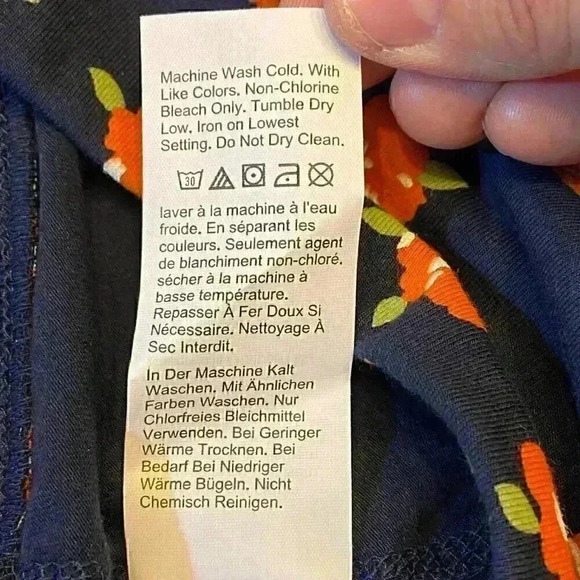 Machine Wash Cold. With
Like Colors. Non-Chlorine
Bleach Only. Tumble Dry
Low. Iron on Lowest
Setting. Do Not Dry Clean.
30
laver à la machine à l'eau
froide. En séparant les
couleurs. Seulement agent
de blanchiment non-chloré.
sécher à la machine à
basse température.
Repasser À Fer Doux Si
Nécessaire. Nettoyage À
Sec Interdit.
In Der Maschine Kalt
Waschen. Mit Ähnlichen
Farben Waschen. Nur
Chlorfreies Bleichmittel
Verwenden. Bei Geringer
Wärme Trocknen. Bei
Bedarf Bei Niedriger
Wärme Bügeln. Nicht
Chemisch Reinigen.